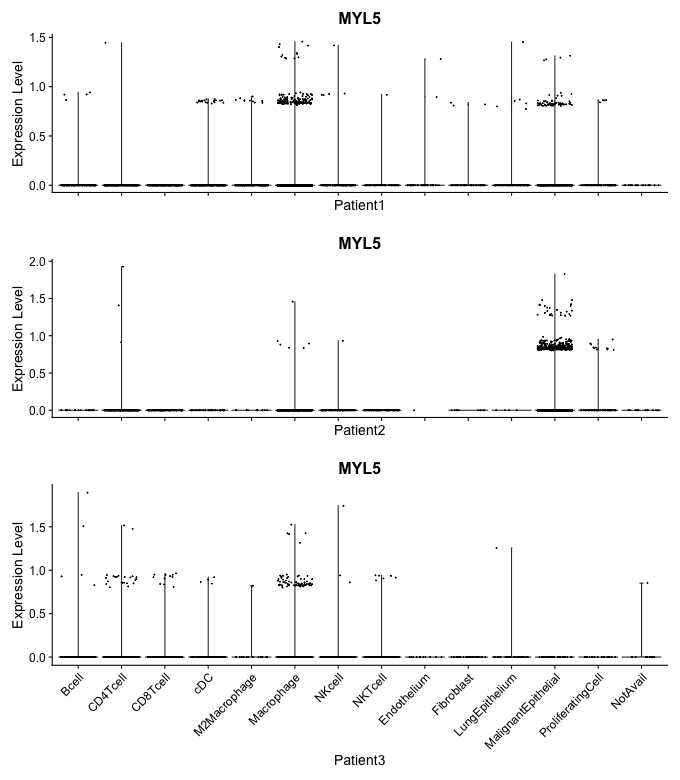 MYL5
Expression Level
1.5
1.0
0.5
0.0
Patient1
MYL5
Expression Level
2.0
1.5
1.0
0.5
0.0
Patient2
MYL5
Expression Level
1.5
1.0
0.5
0.0
Bcell
CD4Tcell
CD8Tcell
cDC
M2Macrophage
Macrophage
NKcell
NKTcell
Endothelium
Fibroblast
LungEpithelium
MalignantEpithelial
ProliferatingCell
NotAvail
Patient3